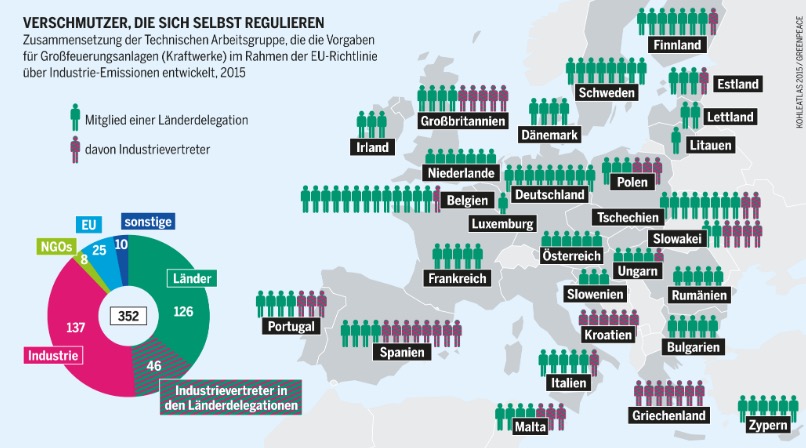 VERSCHMUTZER, DIE SICH SELBST REGULIEREN
Zusammensetzung der Technischen Arbeitsgruppe, die die Vorgaben
für Großfeuerungsanlagen (Kraftwerke) im Rahmen der EU-Richtlinie
über Industrie-Emissionen entwickelt, 2015
Mitglied einer Länderdelegation
davon Industrievertreter
KOHLEATLAS 2015 / GREENPEACE
Finnland
Schweden
Estland
Lettland
Litauen
Großbritannien
Dänemark
Irland
Niederlande
Deutschland
Polen
Belgien
Luxemburg
Tschechien
Slowakei
Österreich
Ungarn
Frankreich
Slowenien
Rumänien
Portugal
Kroatien
Bulgarien
Spanien
Italien
Griechenland
Malta
Zypern
sonstige
10
EU
25
NGOs
8
Länder
126
352
137
Industrie
46
Industrievertreter in
den Länderdelegationen